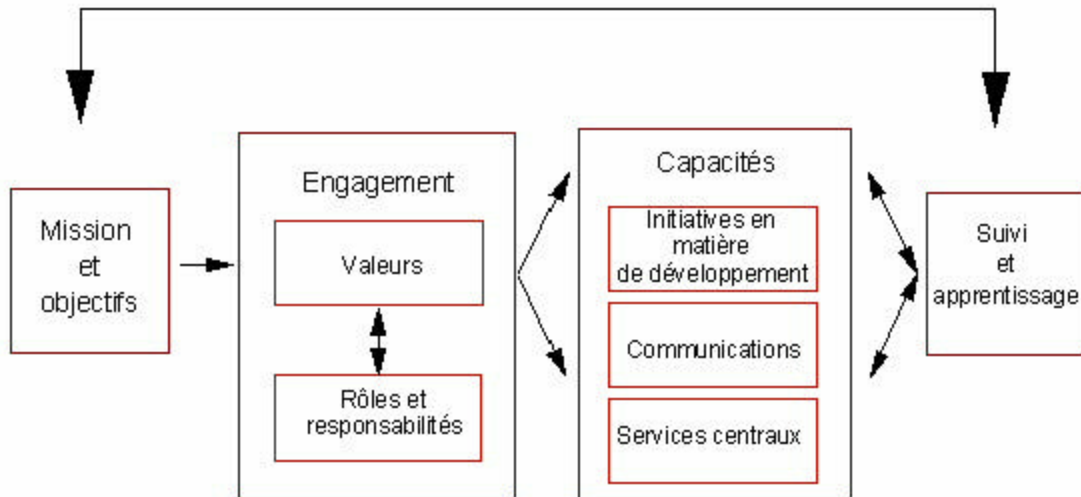 Mission
et
objectifs
Engagement
Valeurs
Rôles et
responsabilités
Capacités
Initiatives en
matière
de développement
Communications
Services centraux
Suivi
et
apprentissage